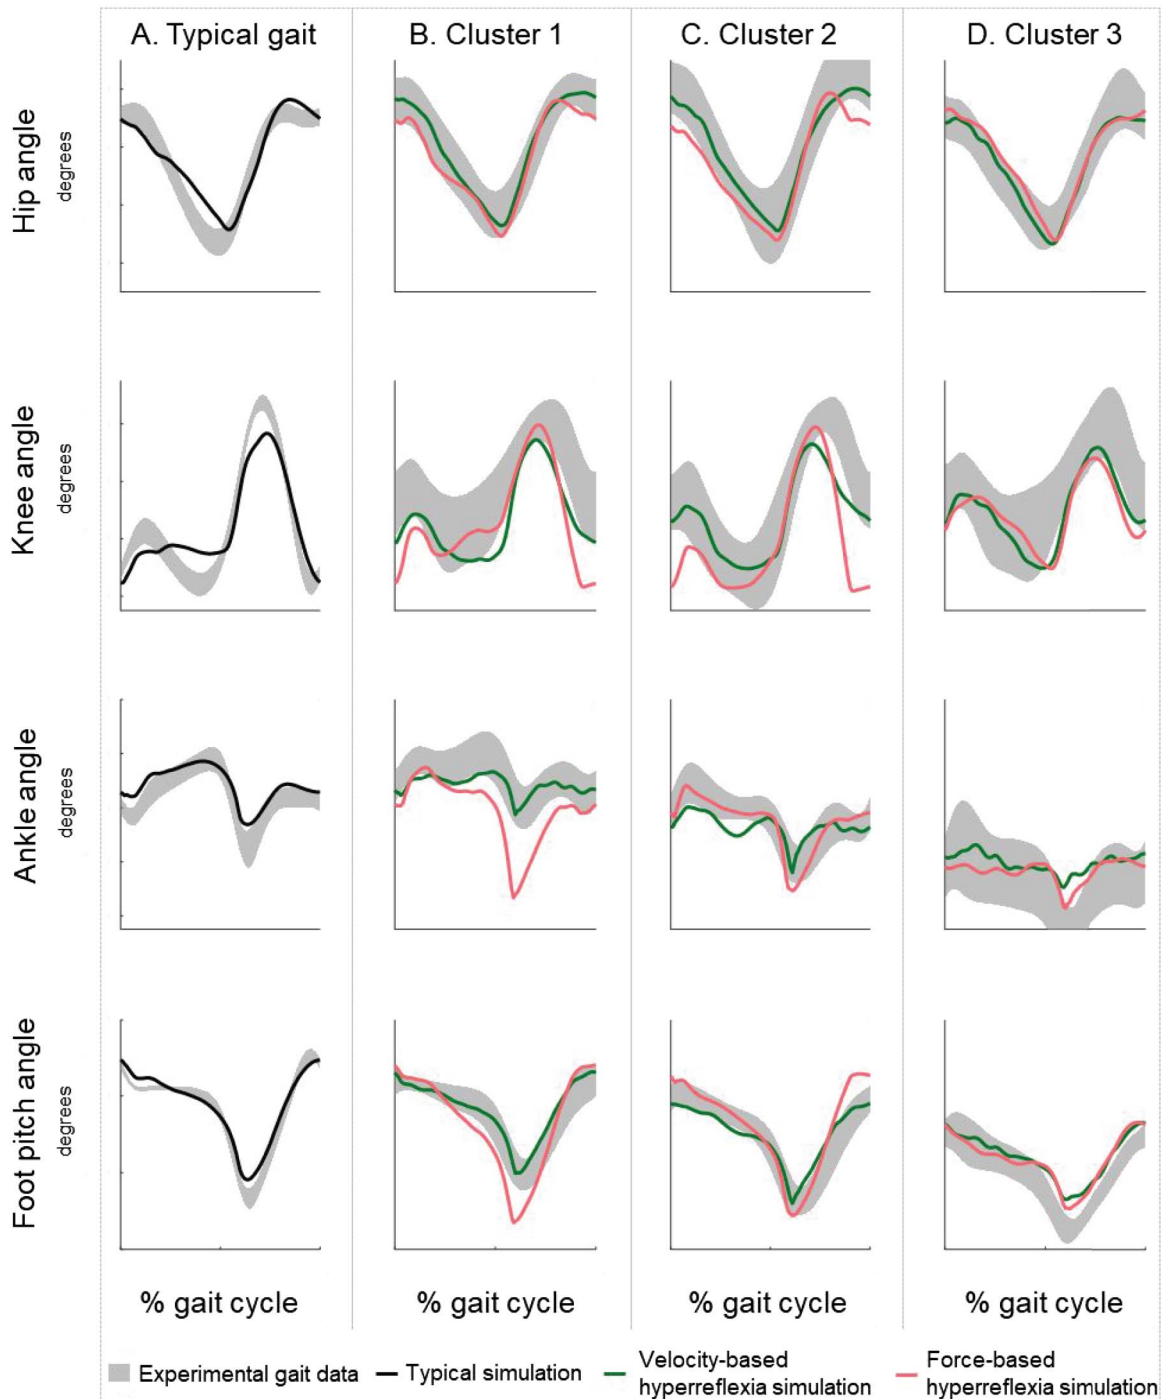 A. Typical gait
B. Cluster 1
C. Cluster 2
D. Cluster 3
Hip angle
degrees
Knee angle
degrees
Ankle angle
degrees
Foot pitch angle
degrees
% gait cycle
% gait cycle
% gait cycle
% gait cycle
Experimental gait data
Typical simulation
Velocity-based
hyperreflexia simulation
Force-based
hyperreflexia simulation